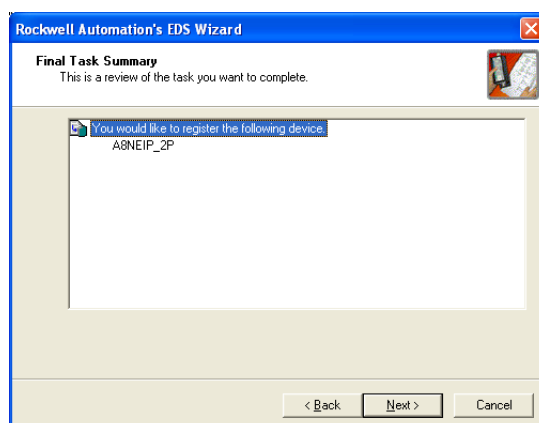 Rockwell Automation's EDS Wizard
Final Task Summary
This is a review of the task you want to complete.
You would like to register the following device.
A8NEIP_2P
< Back
Next >
Cancel